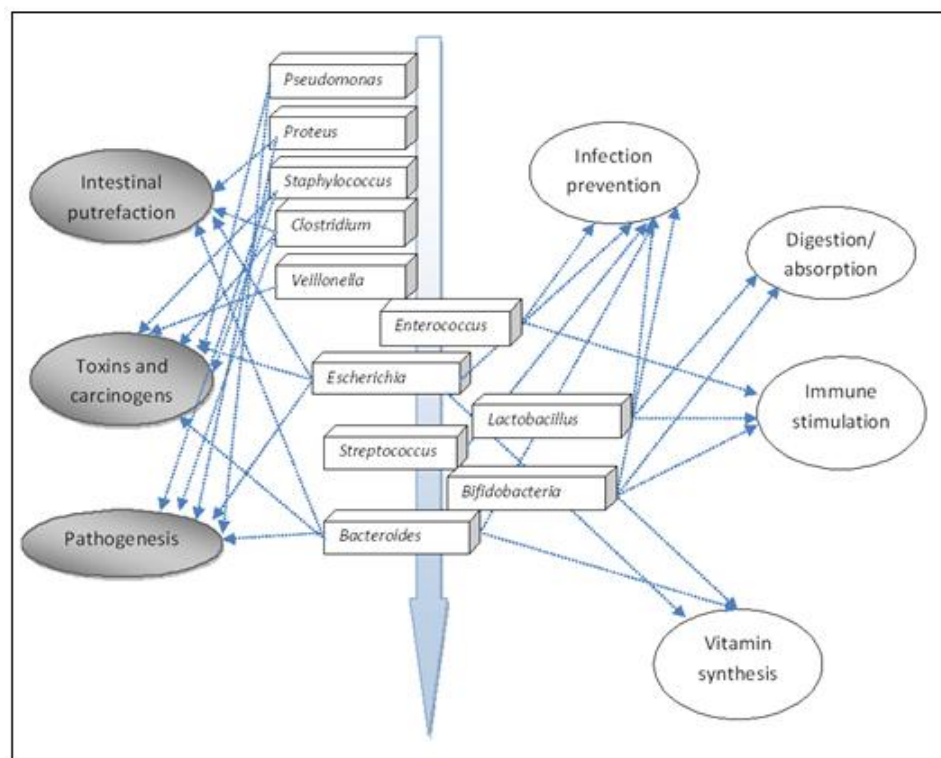 Pseudomonas
Proteus
Staphylococcus
Clostridium
Veillonella
Enterococcus
Escherichia
Lactobacillus
Streptococcus
Bifidobacteria
Bacteroides
Intestinal
putrefaction
Toxins and
carcinogens
Pathogenesis
Infection
prevention
Digestion/
absorption
Immune
stimulation
Vitamin
synthesis